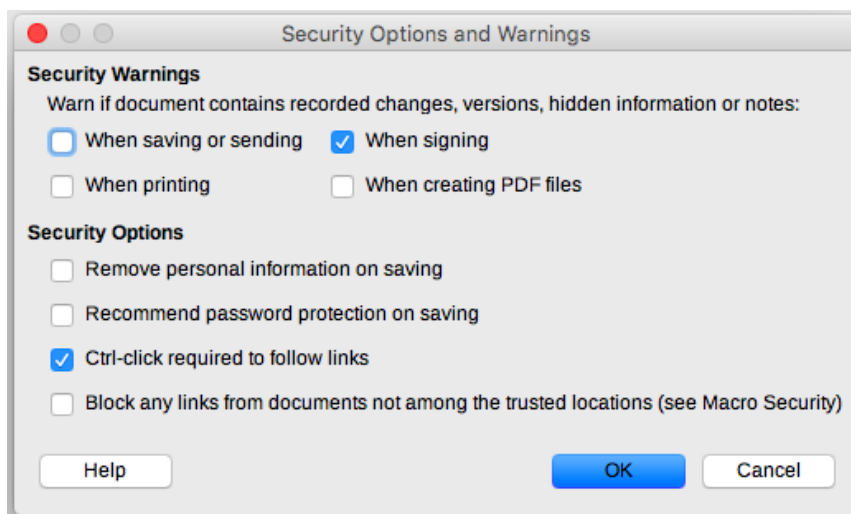 Security Options and Warnings
Security Warnings
Warn if document contains recorded changes, versions, hidden information or notes:
When saving or sending When signing
When printing When creating PDF files
Security Options
Remove personal information on saving
Recommend password protection on saving
Ctrl-click required to follow links
Block any links from documents not among the trusted locations (see Macro Security)
Help OK Cancel